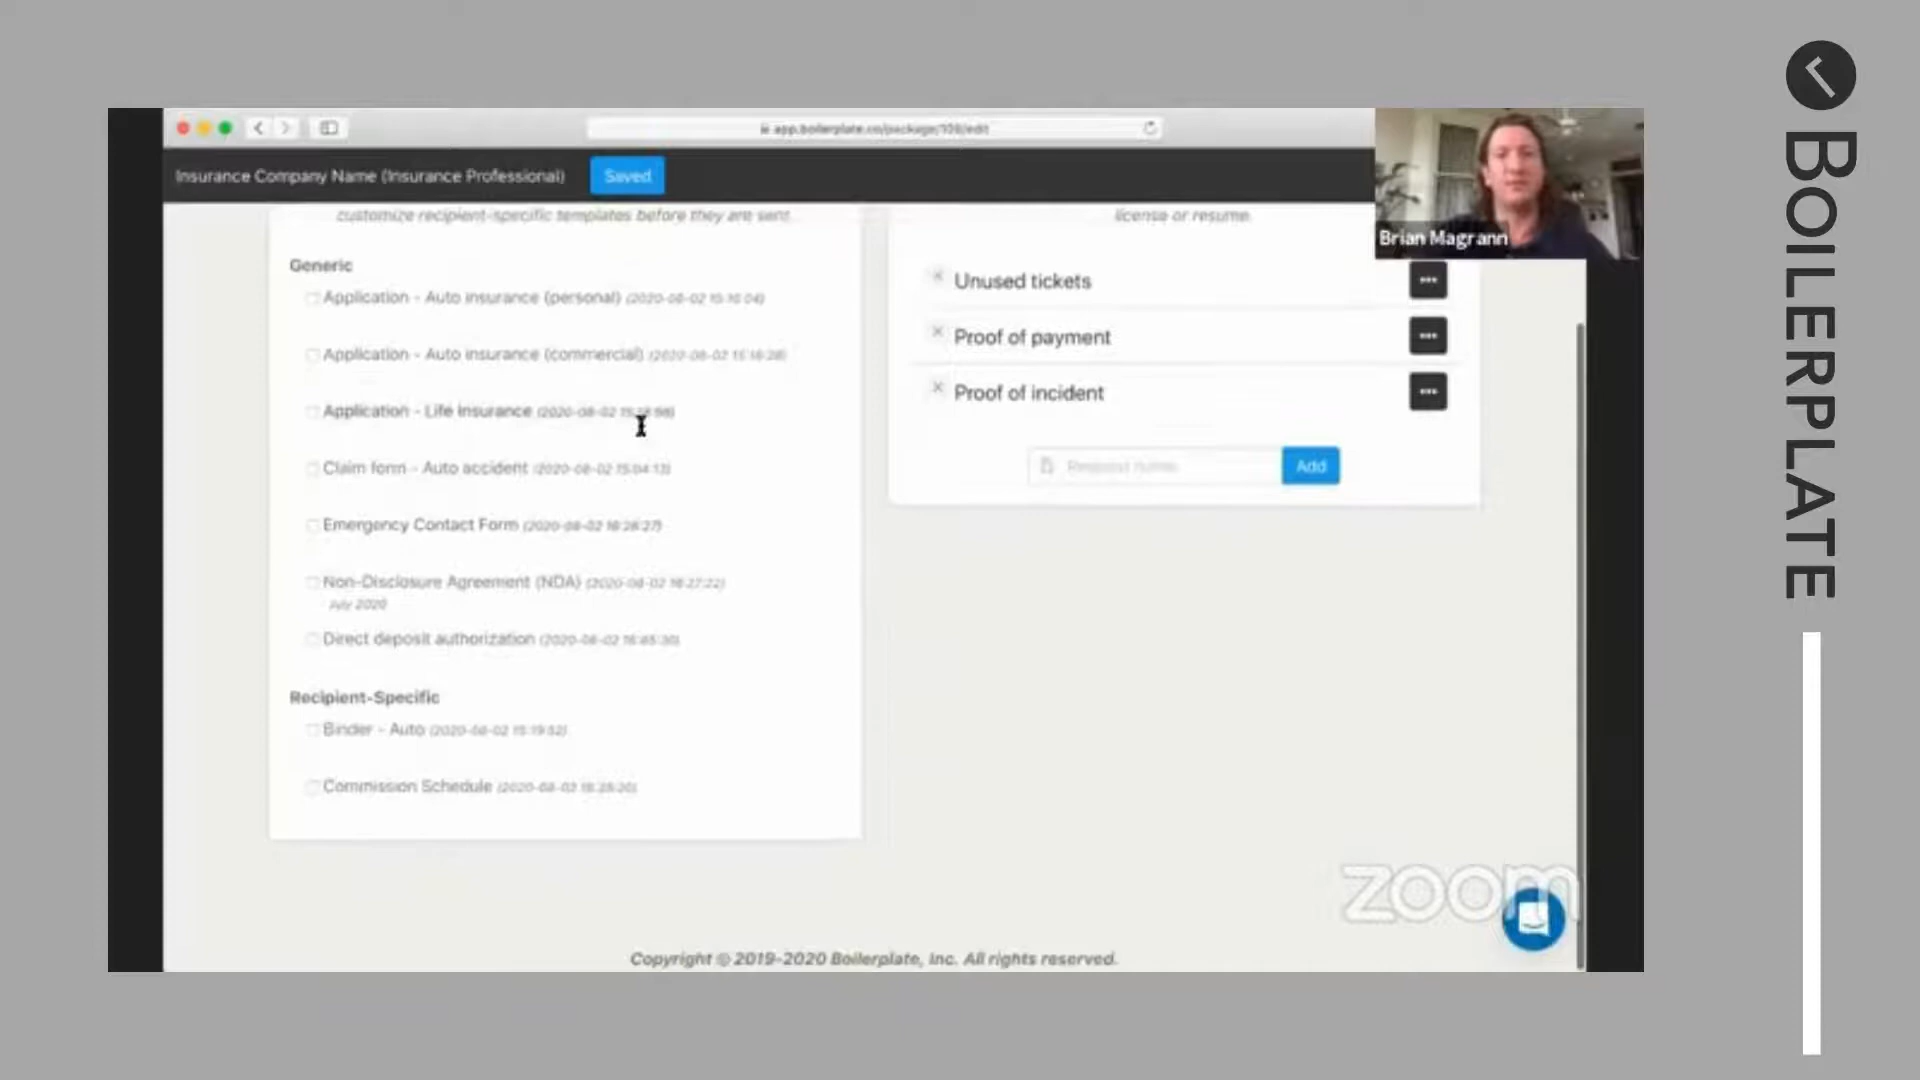 Insurance Company Name (Insurance Professional)
Saved
customize recipient-specific templates before they are sent.
Generic
Application - Auto insurance (personal)
Application - Auto insurance (commercial)
Application - Life Insurance
Claim form - Auto accident
Emergency Contact Form
Non-Disclosure Agreement (NDA)
July 2020
Direct deposit authorization
Recipient-Specific
Binder - Auto
Commission Schedule
license or resume.
Unused tickets
Proof of payment
Proof of incident
Request name
Add
Brian Magrann
zoom
Copyright © 2019-2020 Boilerplate, Inc. All rights reserved.
BOILERPLATE